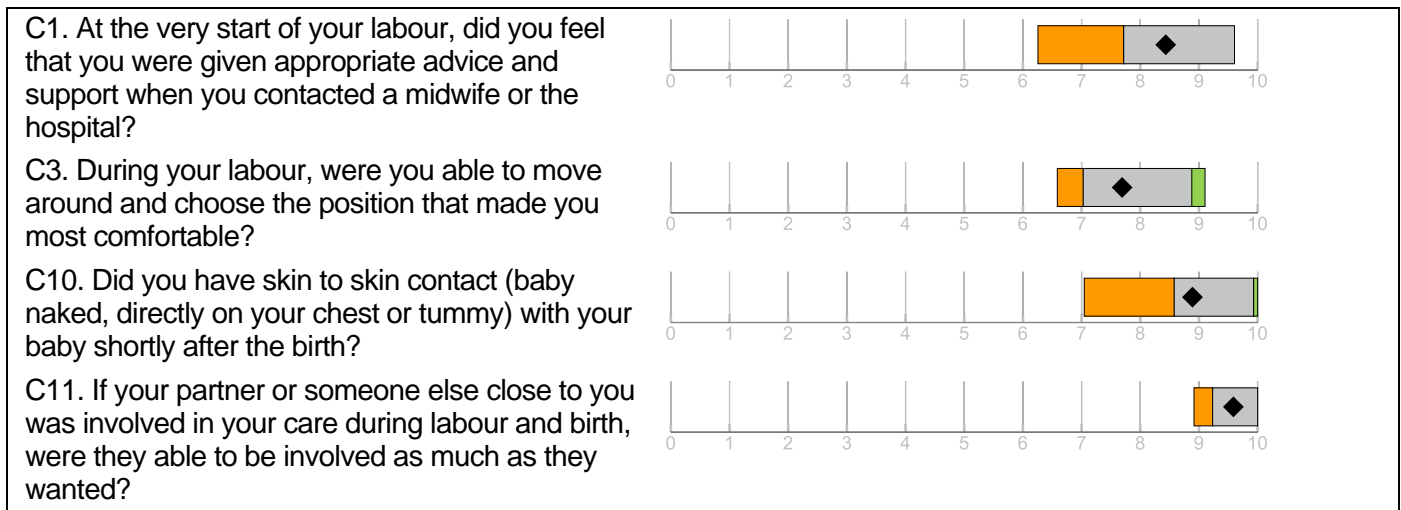 C1. At the very start of your labour, did you feel
that you were given appropriate advice and
support when you contacted a midwife or the
hospital?
0 1 2 3 4 5 6 7 8 9 10
C3. During your labour, were you able to move
around and choose the position that made you
most comfortable?
0 1 2 3 4 5 6 7 8 9 10
C10. Did you have skin to skin contact (baby
naked, directly on your chest or tummy) with your
baby shortly after the birth?
0 1 2 3 4 5 6 7 8 9 10
C11. If your partner or someone else close to you
was involved in your care during labour and birth,
were they able to be involved as much as they
wanted?
0 1 2 3 4 5 6 7 8 9 10